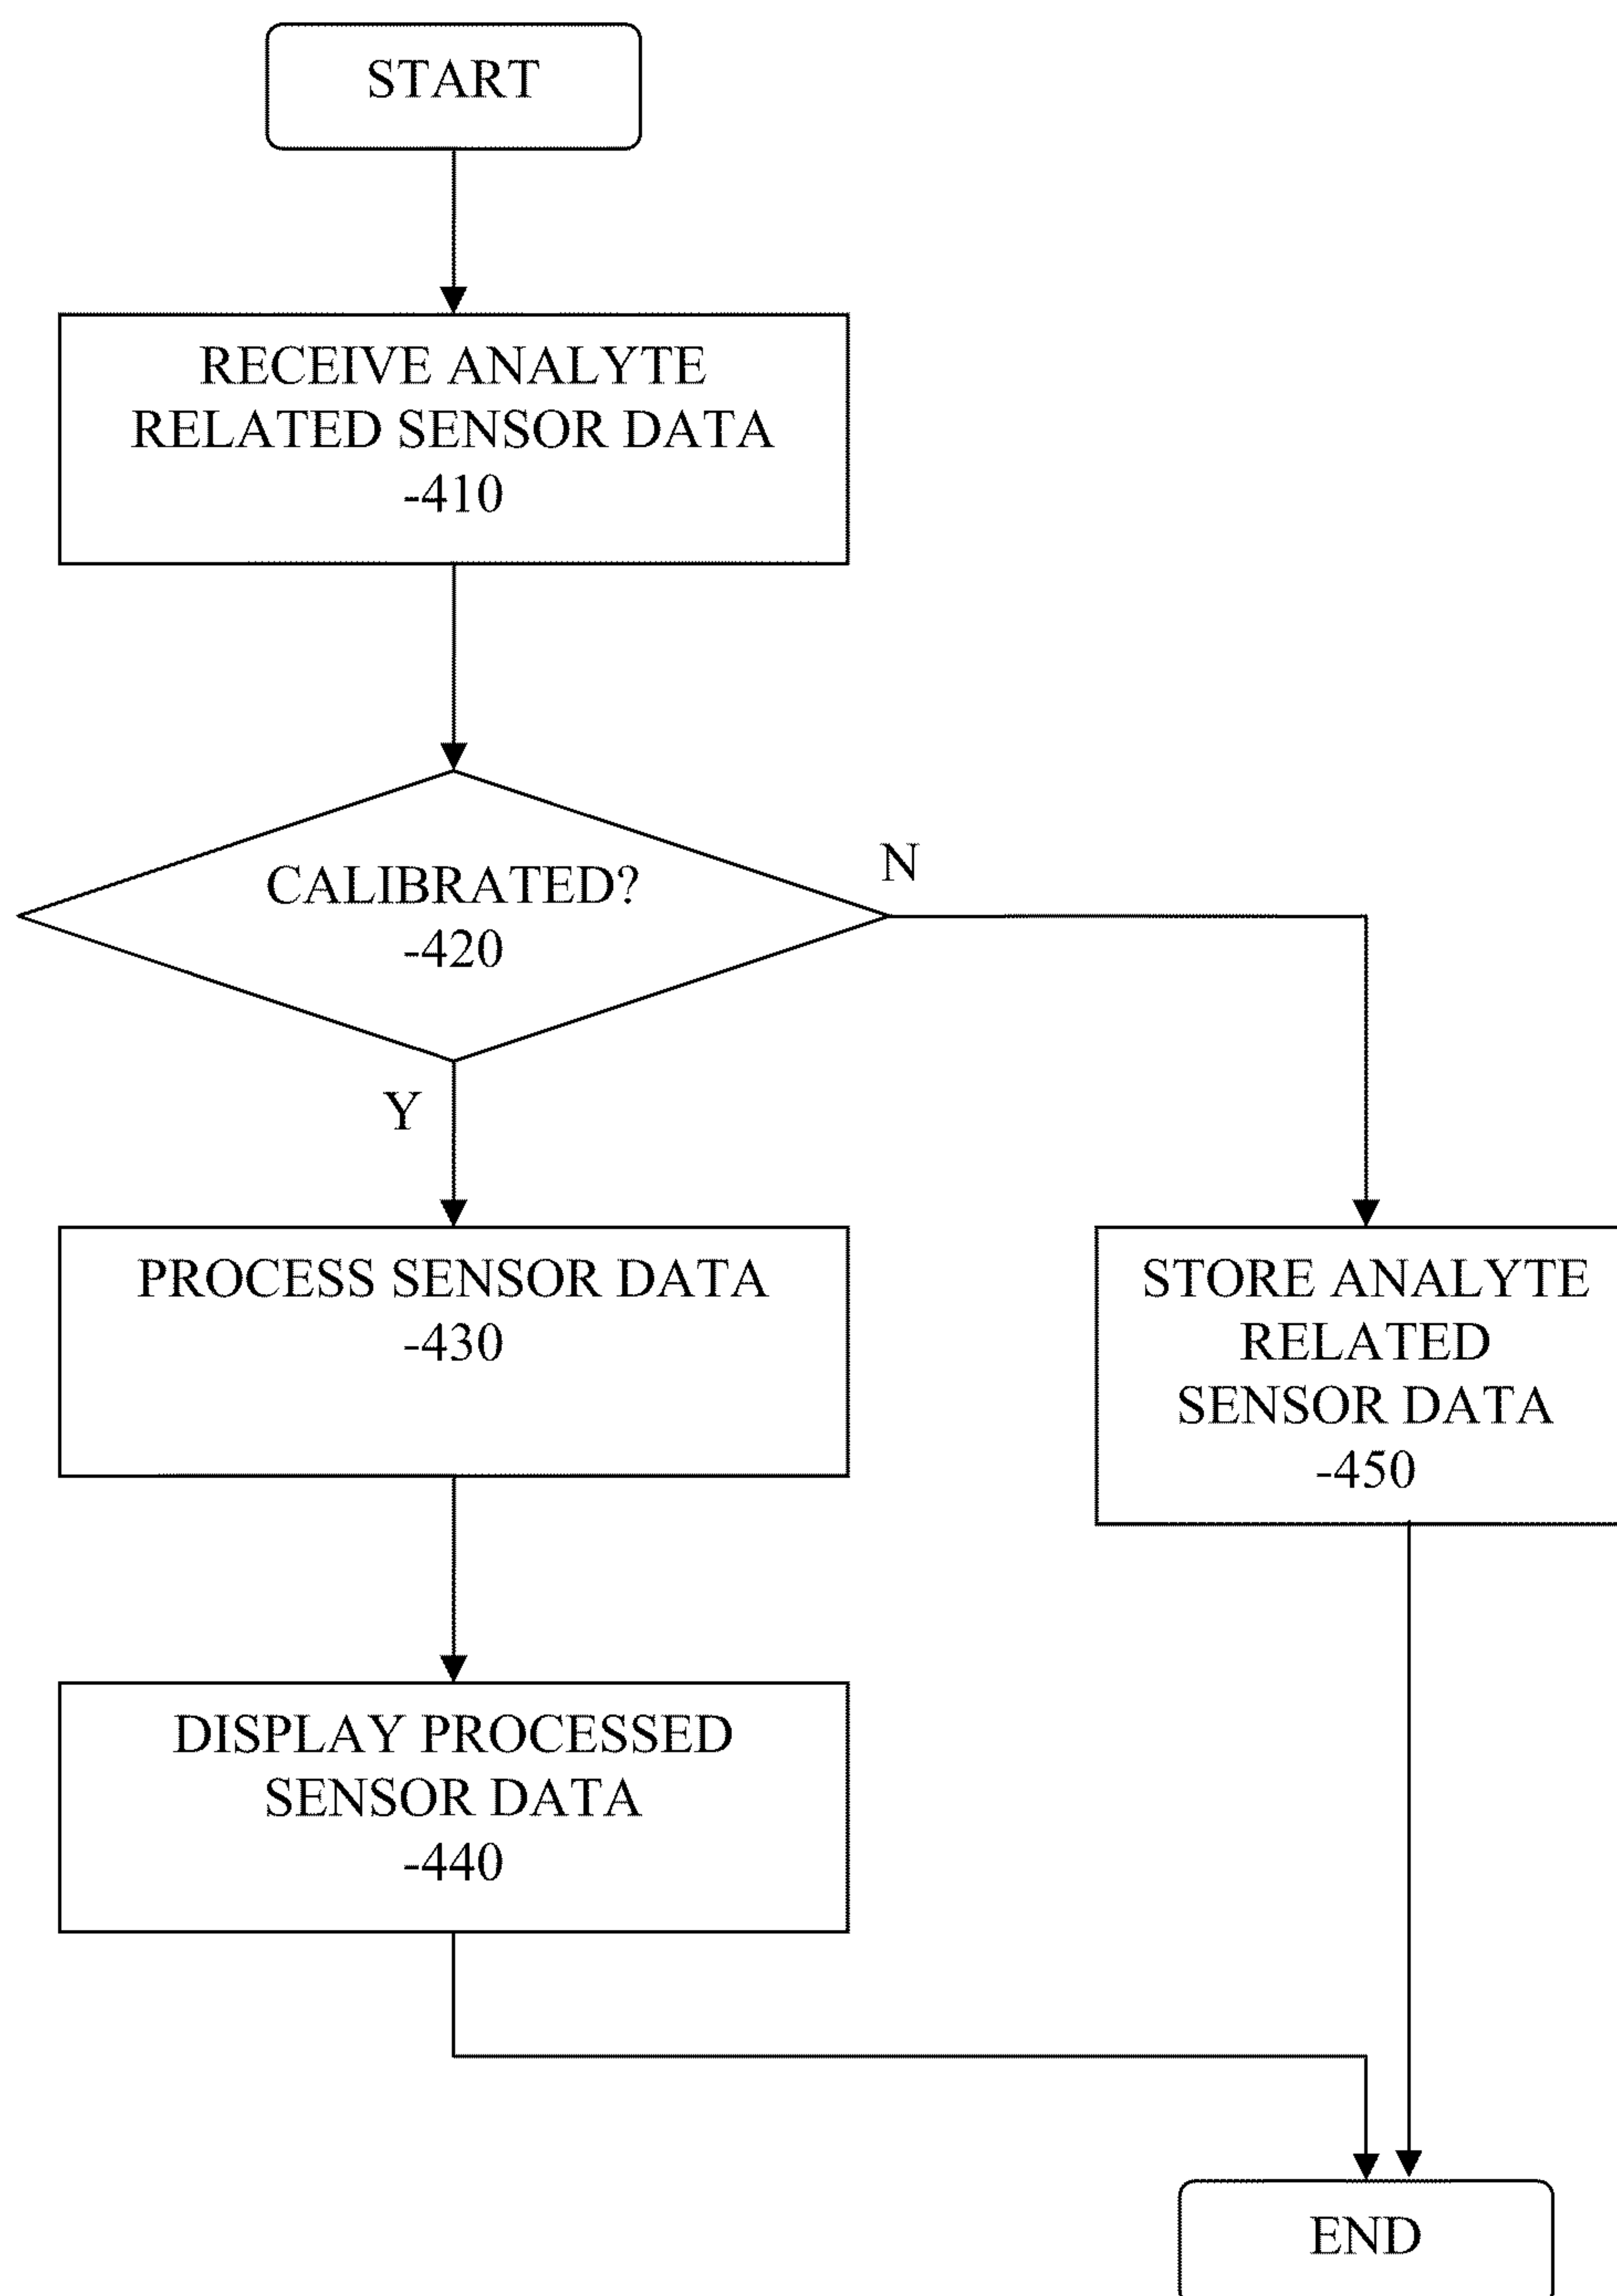 START
RECEIVE ANALYTE
RELATED SENSOR DATA
-410
CALIBRATED?
-420
N
Y
PROCESS SENSOR DATA
-430
STORE ANALYTE
RELATED
SENSOR DATA
-450
DISPLAY PROCESSED
SENSOR DATA
-440
END